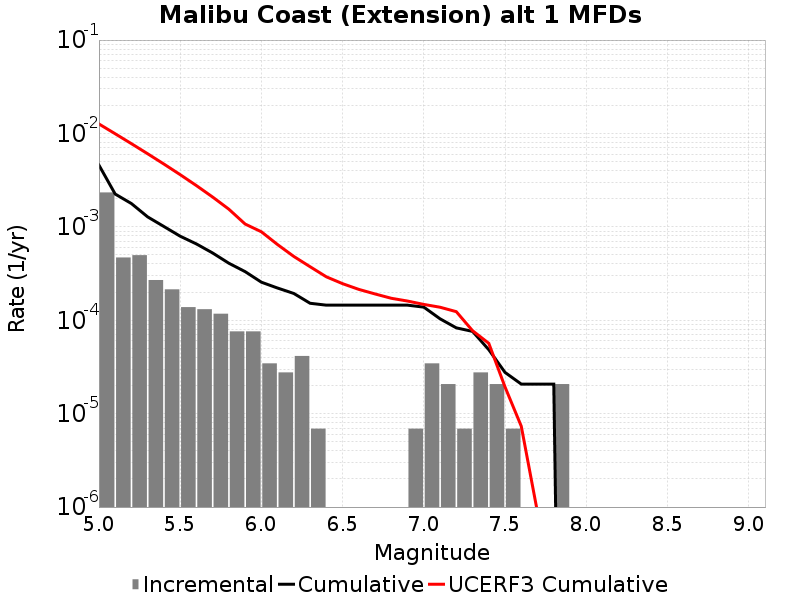 Malibu Coast (Extension) alt 1 MFDs
10-1
10-2
10-3
10-4
10-5
10-6
Rate (1/yr)
5.0 5.5 6.0 6.5 7.0 7.5 8.0 8.5 9.0
Magnitude
Incremental Cumulative UCERF3 Cumulative